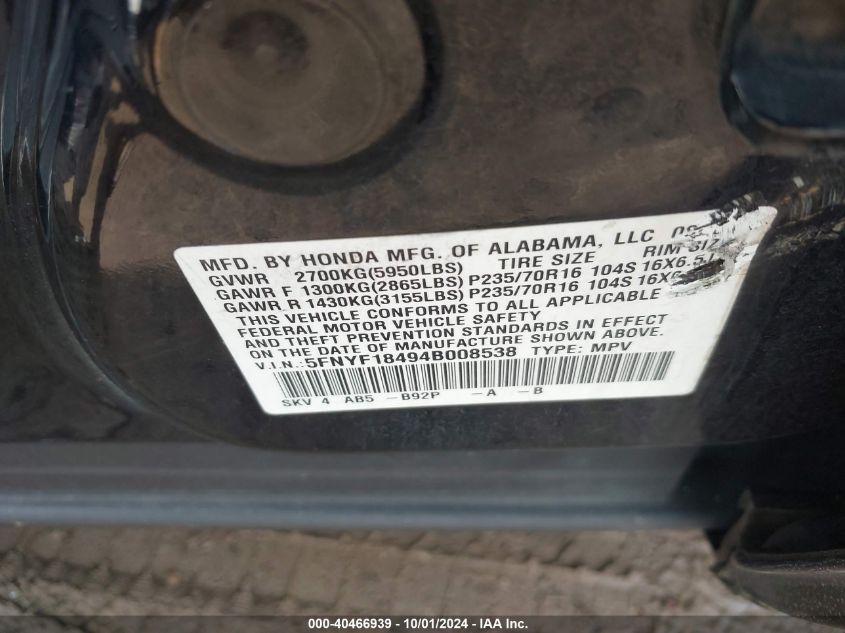 MFD. BY HONDA MFG. OF ALABAMA, LLC
GVWR 2700KG(5950LBS) TIRE SIZE RIM SIZE
GAWR F 1300KG(2865LBS) P235/70R16 104S 16X6.5J
GAWR R 1430KG(3155LBS) P235/70R16 104S 16X6.
THIS VEHICLE CONFORMS TO ALL APPLICABLE
FEDERAL MOTOR VEHICLE SAFETY
AND THEFT PREVENTION STANDARDS IN EFFECT
ON THE DATE OF MANUFACTURE SHOWN ABOVE.
V.I.N.: 5FNYF18494B008538 TYPE: MPV
SKV 4 AB5 -B92P -A -B
000-40466939 / 10/01/2024 - IAA Inc.